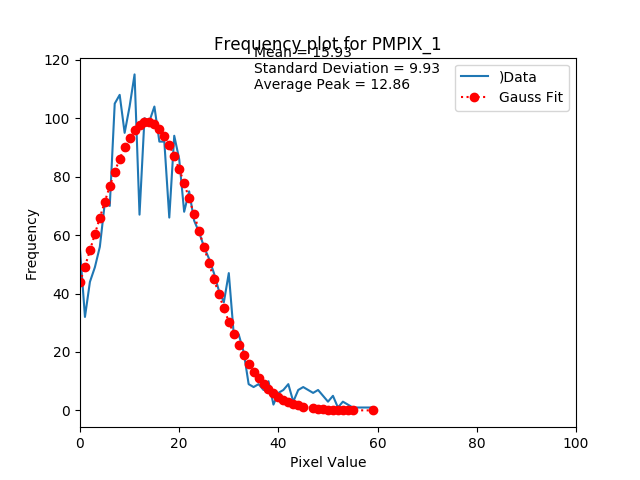 Frequency plot for PMPIX_1
Mean = 15.93
Standard Deviation = 9.93
Average Peak = 12.86
)Data
Gauss Fit
120
100
80
60
40
20
0
Frequency
0 20 40 60 80 100
Pixel Value